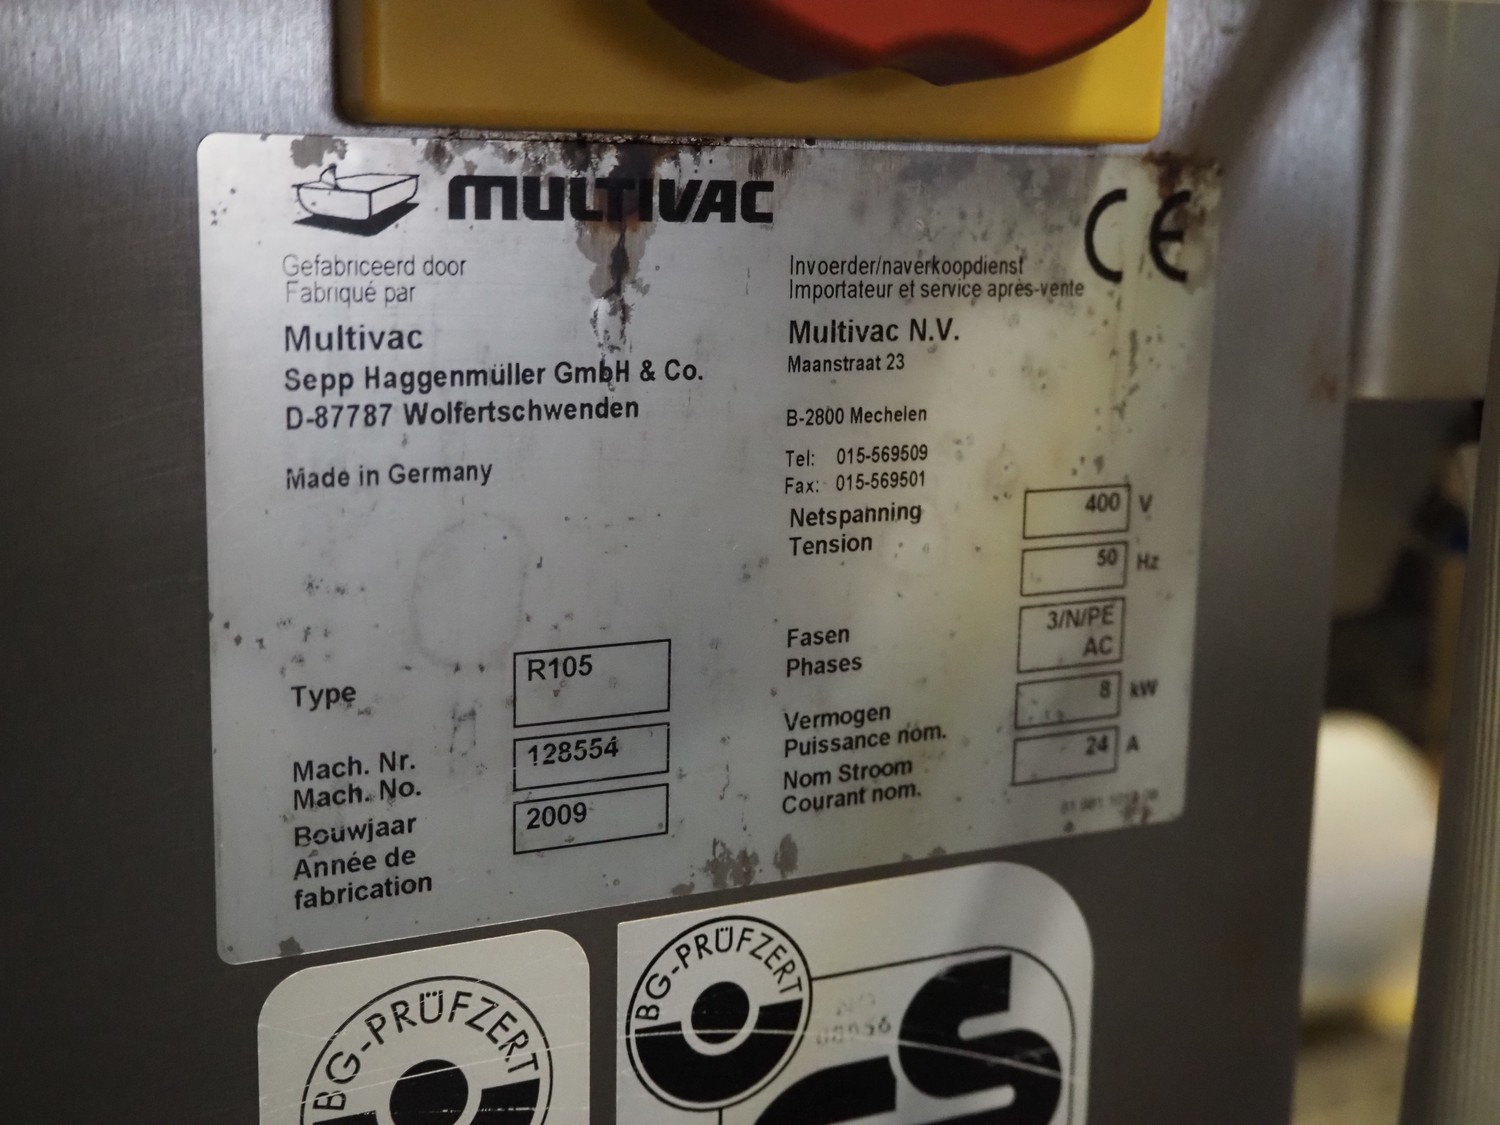 MULTIVAC
CE
Gefabriceerd door
Fabriqué par
Multivac
Sepp Haggenmüller GmbH & Co.
D-87787 Wolfertschwenden
Made in Germany
Type R105
Mach. Nr.
Mach. No. 128554
Bouwjaar 2009
Année de
fabrication
Invoerder/naverkoopdienst
Importateur et service après-vente
Multivac N.V.
Maanstraat 23
B-2800 Mechelen
Tel: 015-569509
Fax: 015-569501
Netspanning 400 V
Tension 50 Hz
Fasen 3/N/PE
Phases AC
Vermogen 8 kW
Puissance nom.
Nom Stroom 24 A
Courant nom.
BG-PRÜFZERT
BG-PRÜFZERT
GS